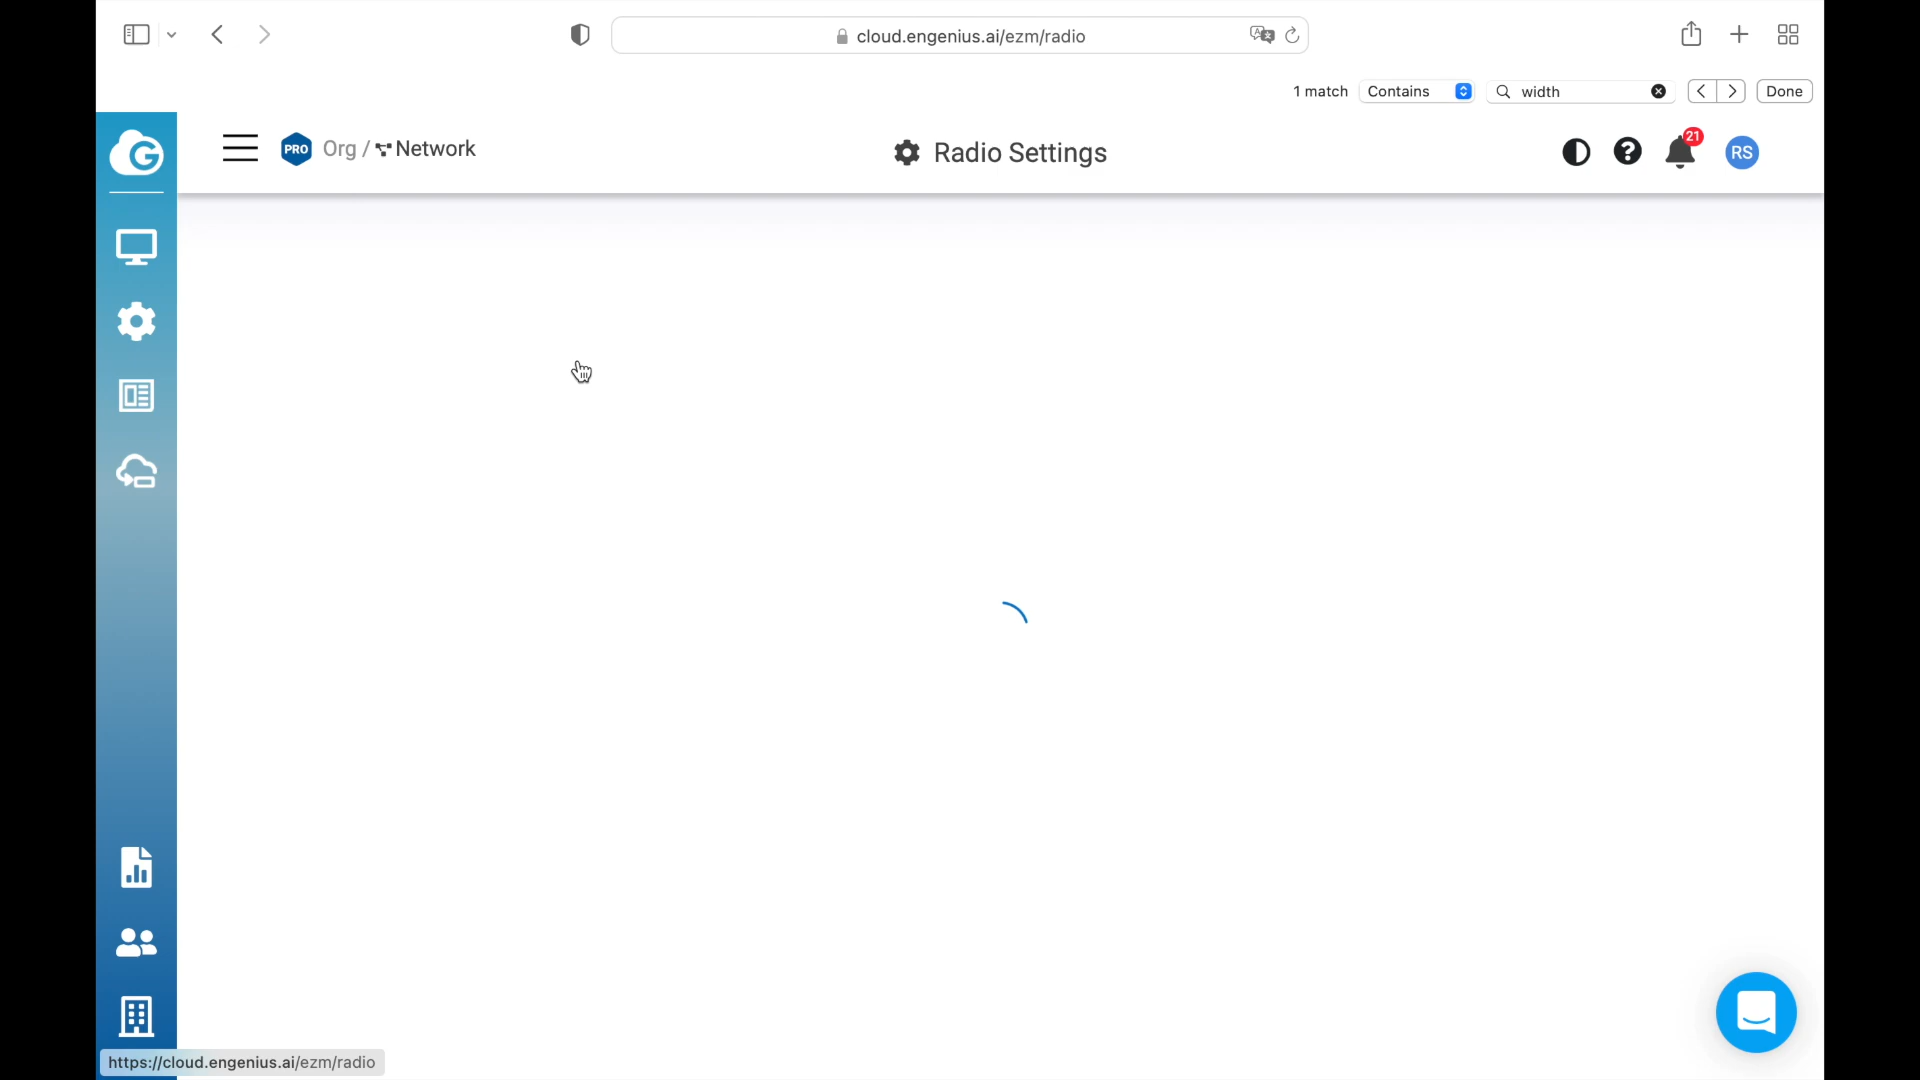 cloud.engenius.ai/ezm/radio
1 match Contains width Done
PRO Org / Network
Radio Settings
21
RS
https://cloud.engenius.ai/ezm/radio